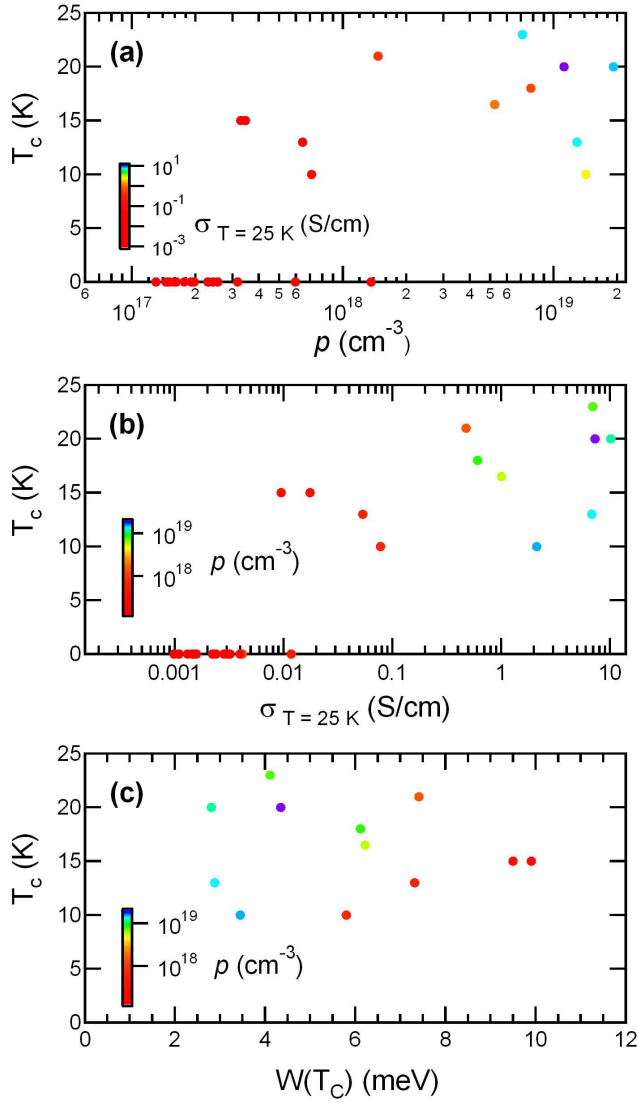 25
(a)
20
T_c (K)
15
10^1
10
10^-1
σ_T = 25 K (S/cm)
5
10^-3
0
6 2 3 4 5 6 2 3 4 5 6 2
10^17 10^18 10^19
p (cm^-3)
25
(b)
20
T_c (K)
15
10^19
10
10^18 p (cm^-3)
5
0
0.001 0.01 0.1 1 10
σ_T = 25 K (S/cm)
25
(c)
20
T_c (K)
15
10
10^19
5
10^18 p (cm^-3)
0
0 2 4 6 8 10 12
W(T_C) (meV)